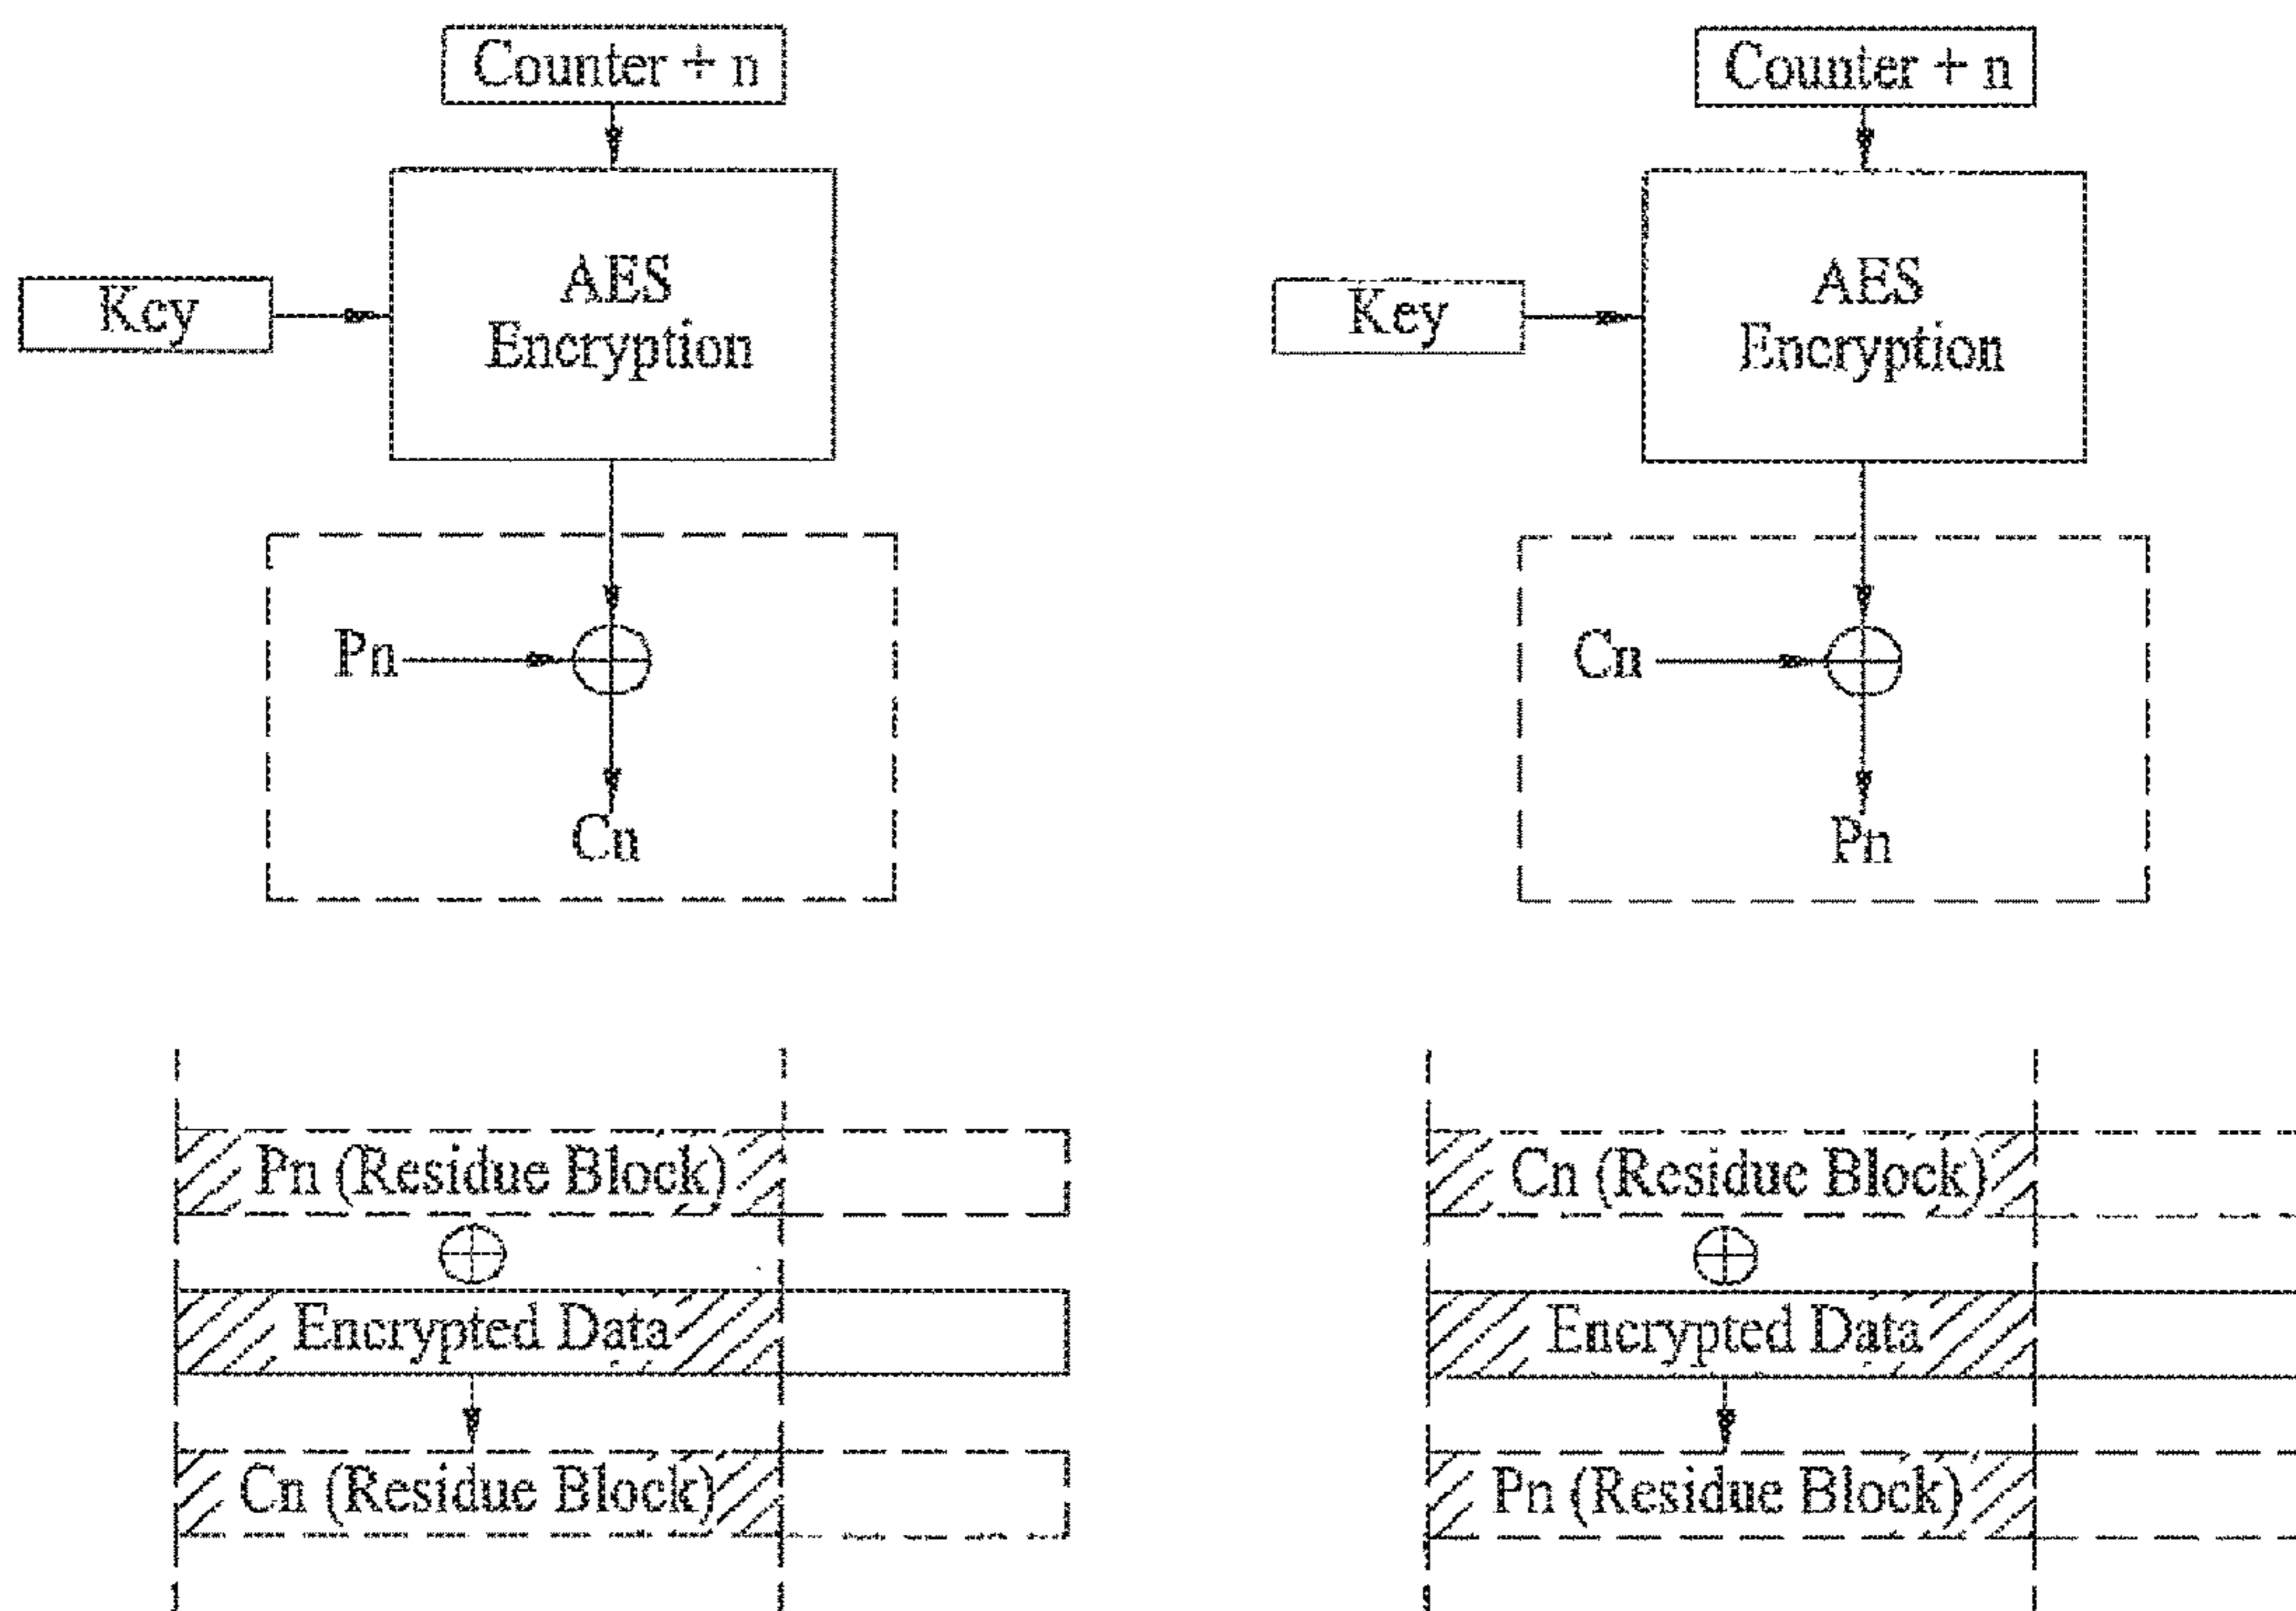 Counter + n
Key
AES
Encryption
Pn
Cn
Pn (Residue Block)
Encrypted Data
Cn (Residue Block)
Counter + n
Key
AES
Encryption
Cn
Pn
Cn (Residue Block)
Encrypted Data
Pn (Residue Block)